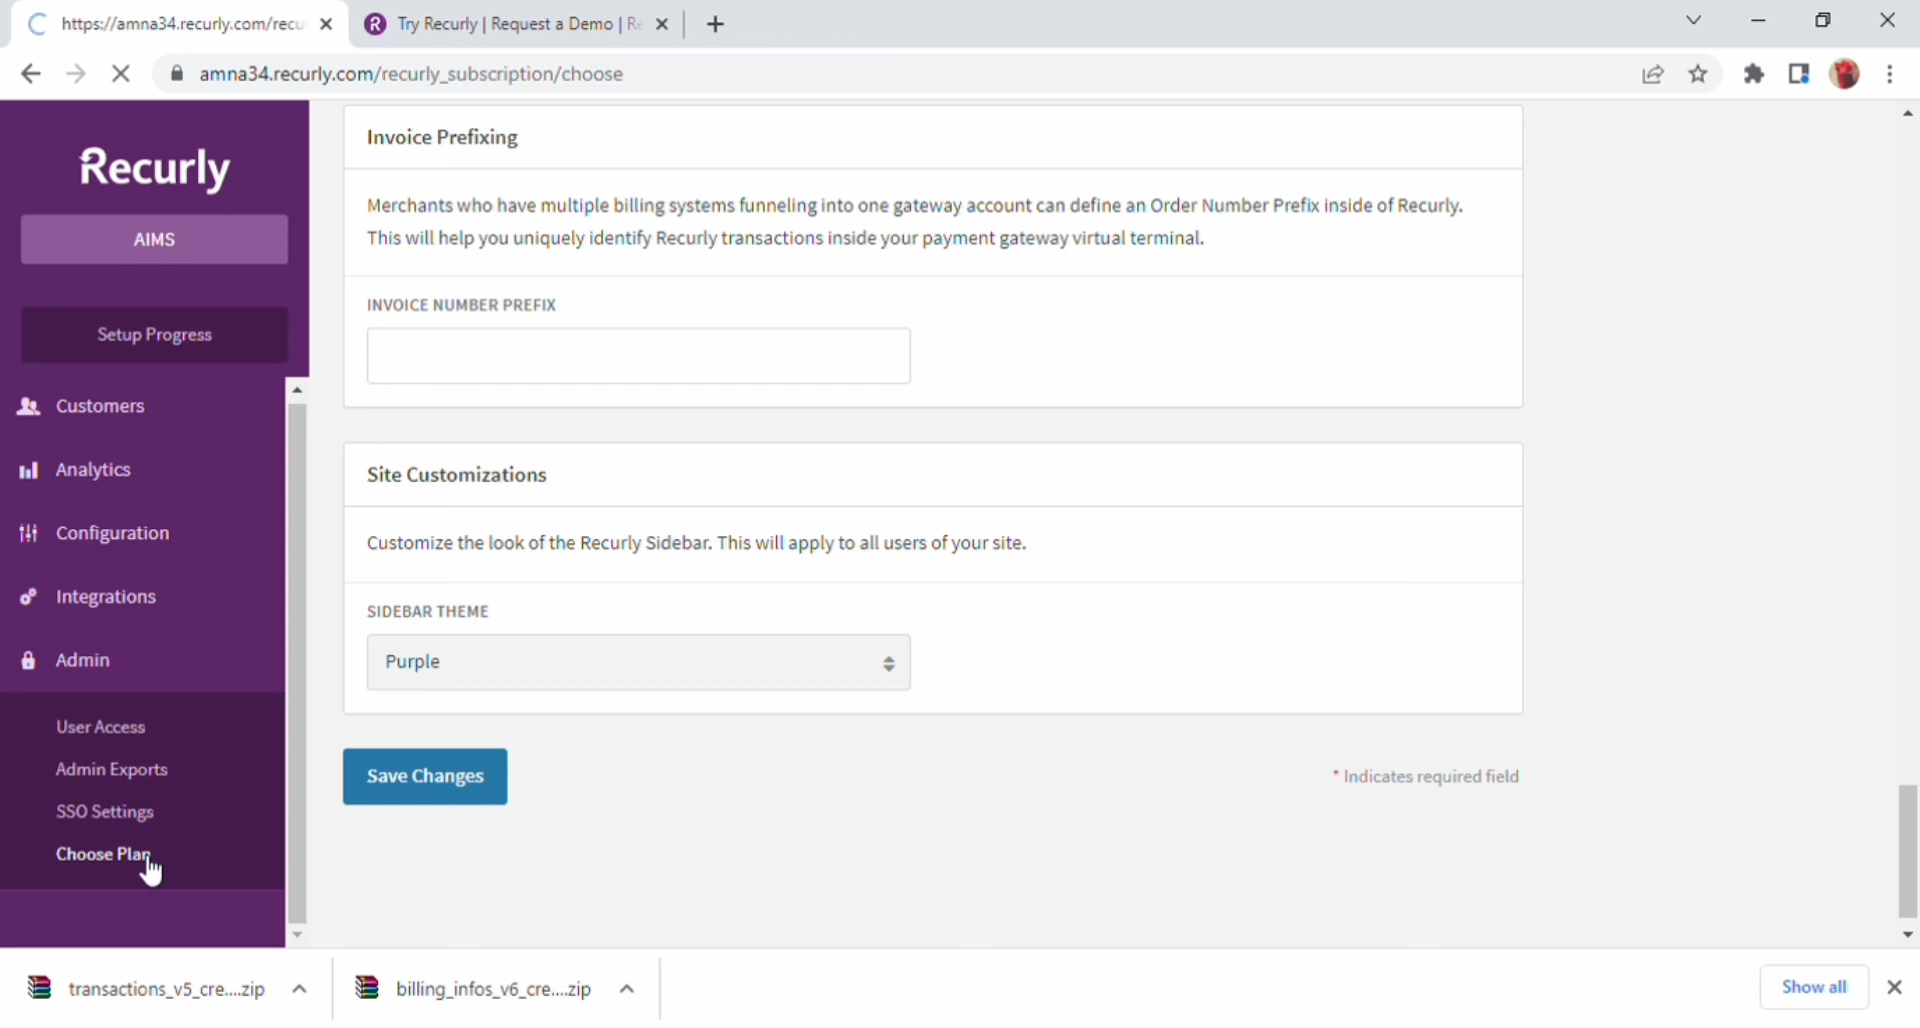 https://amna34.recurly.com/recu
Try Recurly | Request a Demo | Re
amna34.recurly.com/recurly_subscription/choose
Recurly
AIMS
Setup Progress
Customers
Analytics
Configuration
Integrations
Admin
User Access
Admin Exports
SSO Settings
Choose Plan
Invoice Prefixing
Merchants who have multiple billing systems funneling into one gateway account can define an Order Number Prefix inside of Recurly.
This will help you uniquely identify Recurly transactions inside your payment gateway virtual terminal.
INVOICE NUMBER PREFIX
Site Customizations
Customize the look of the Recurly Sidebar. This will apply to all users of your site.
SIDEBAR THEME
Purple
Save Changes
* Indicates required field
transactions_v5_cre....zip
billing_infos_v6_cre....zip
Show all